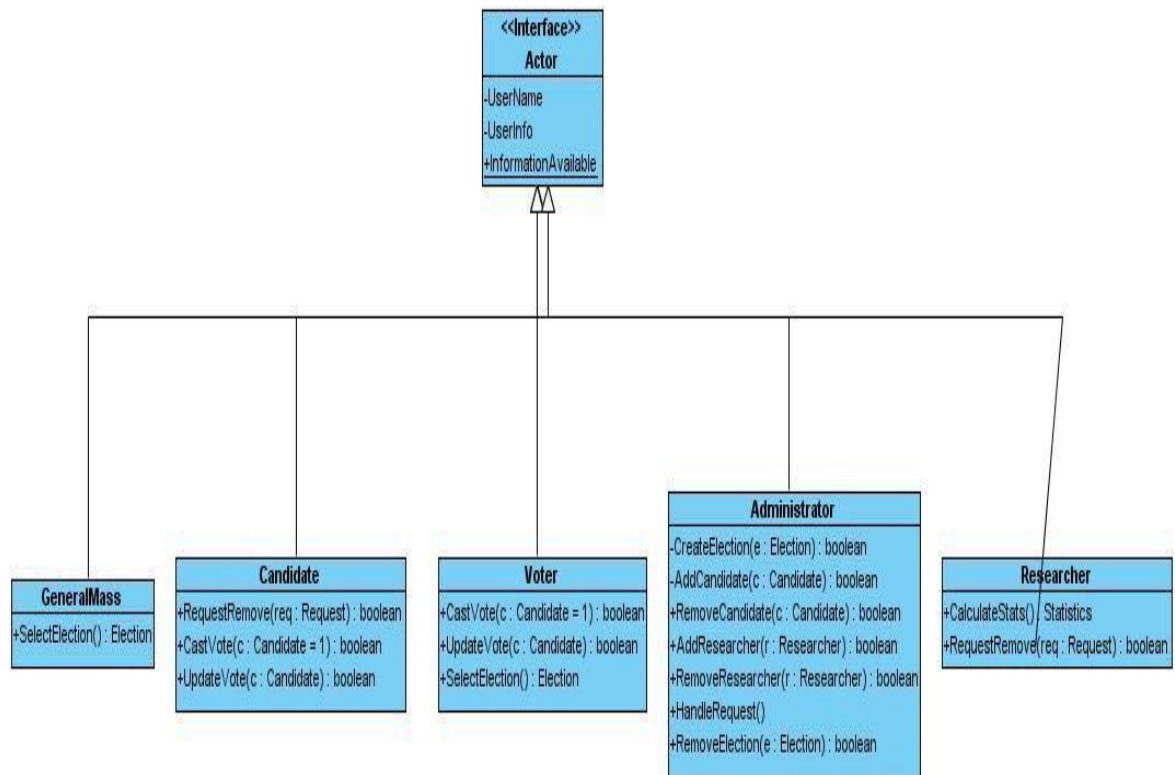 <<Interface>>
Actor
-UserName
-UserInfo
+InformationAvailable
GeneralMass
+SelectElection() : Election
Candidate
+RequestRemove(req : Request) : boolean
+CastVote(c : Candidate = 1) : boolean
+UpdateVote(c : Candidate) : boolean
Voter
+CastVote(c : Candidate = 1) : boolean
+UpdateVote(c : Candidate) : boolean
+SelectElection() : Election
Administrator
-CreateElection(e : Election) : boolean
-AddCandidate(c : Candidate) : boolean
+RemoveCandidate(c : Candidate) : boolean
+AddResearcher(r : Researcher) : boolean
+RemoveResearcher(r : Researcher) : boolean
+HandleRequest()
+RemoveElection(e : Election) : boolean
Researcher
+CalculateStats() : Statistics
+RequestRemove(req : Request) : boolean